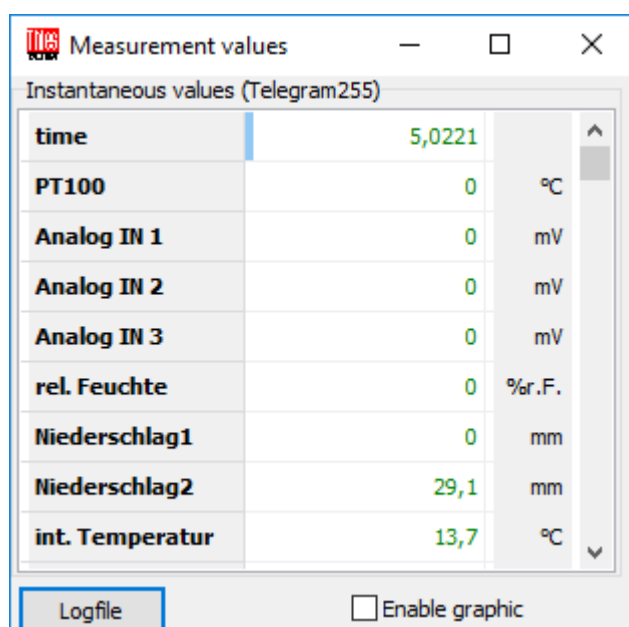 Measurement values
Instantaneous values (Telegram255)
time 5,0221
PT100 0 °C
Analog IN 1 0 mV
Analog IN 2 0 mV
Analog IN 3 0 mV
rel. Feuchte 0 %r.F.
Niederschlag1 0 mm
Niederschlag2 29,1 mm
int. Temperatur 13,7 °C
Logfile Enable graphic